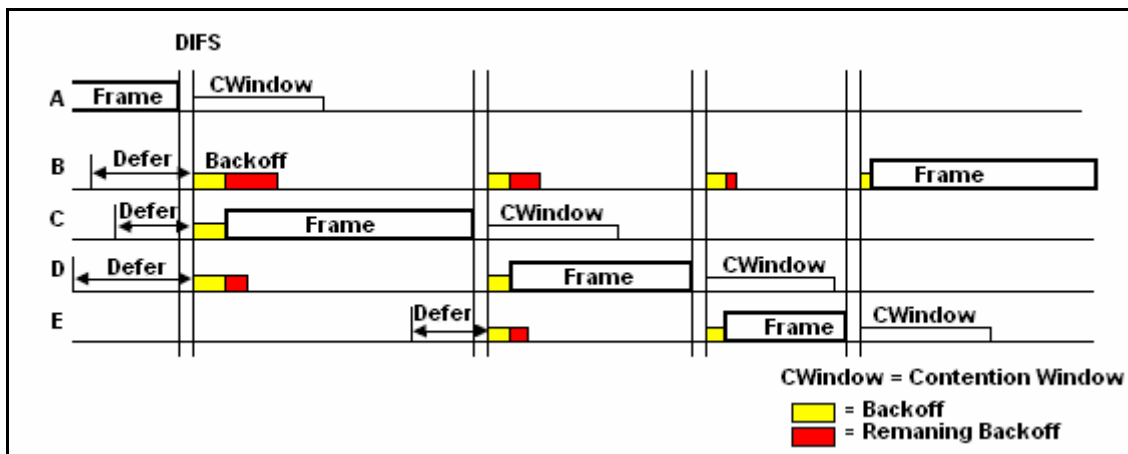 DIFS
A Frame CWindow
B Defer Backoff Frame
C Defer Frame CWindow
D Defer Frame CWindow
E Defer Frame CWindow
CWindow = Contention Window
= Backoff
= Remaning Backoff